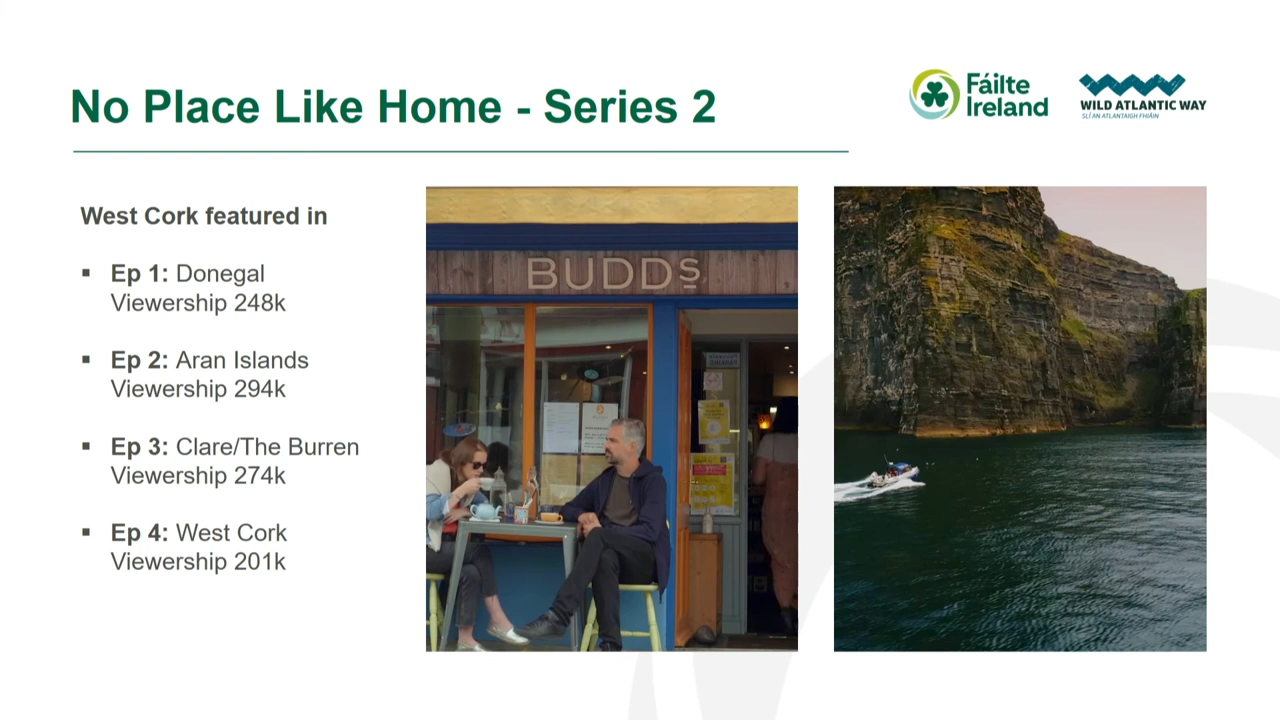 No Place Like Home - Series 2
Fáilte
Ireland
WILD ATLANTIC WAY
SLÍ AN ATLANTAIGH FHIÁIN
West Cork featured in
▪ Ep 1: Donegal
Viewership 248k
▪ Ep 2: Aran Islands
Viewership 294k
▪ Ep 3: Clare/The Burren
Viewership 274k
▪ Ep 4: West Cork
Viewership 201k
BUDDS